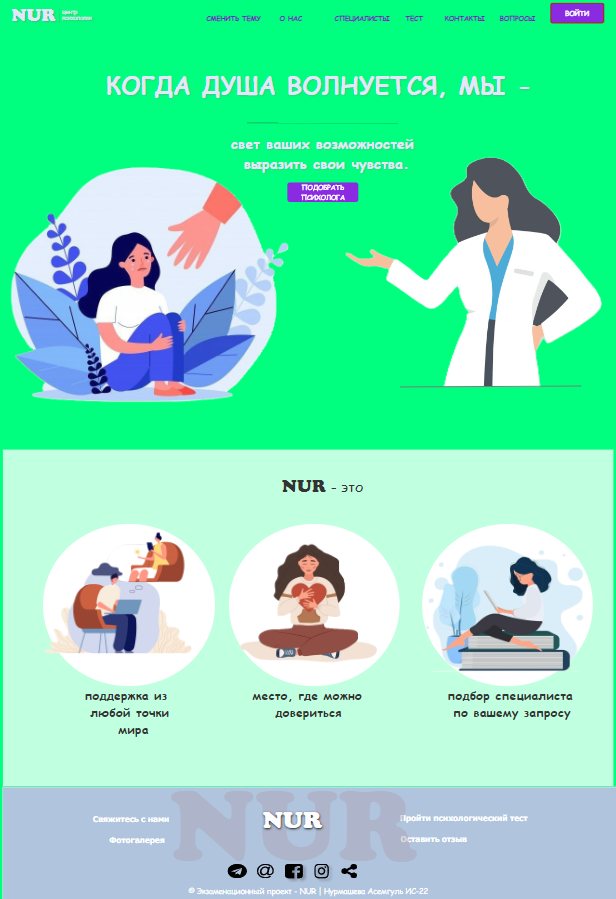 NUR центр психологии
СМЕНИТЬ ТЕМУ О НАС СПЕЦИАЛИСТЫ ТЕСТ КОНТАКТЫ ВОПРОСЫ ВОЙТИ
КОГДА ДУША ВОЛНУЕТСЯ, МЫ -
свет ваших возможностей
выразить свои чувства.
ПОДОБРАТЬ
ПСИХОЛОГА
NUR - ЭТО
поддержка из
любой точки
мира
место, где можно
довериться
подбор специалиста
по вашему запросу
NUR
Свяжитесь с нами
NUR
Пройти психологический тест
Фотогалерея
Оставить отзыв
© Экзаменационный проект - NUR | Нурмашева Асемгуль ИС-22